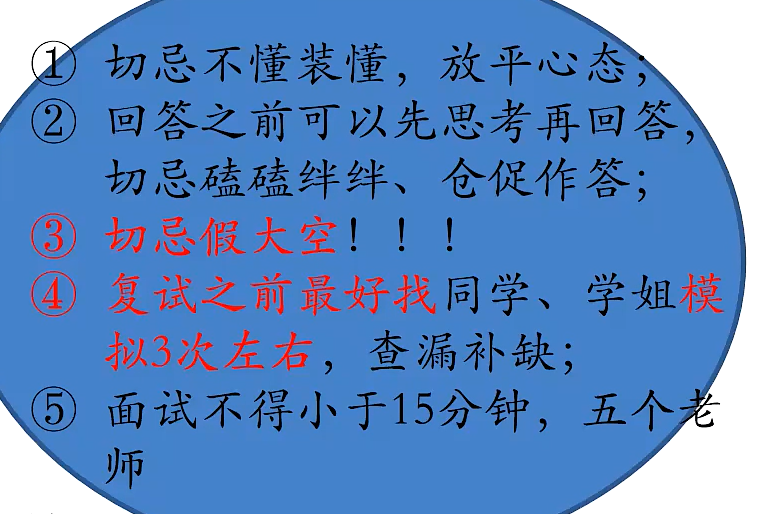 ① 切忌不懂装懂，放平心态；
② 回答之前可以先思考再回答，
切忌磕磕绊绊、仓促作答；
③ 切忌假大空！！！
④ 复试之前最好找同学、学姐模
拟3次左右，查漏补缺；
⑤ 面试不得小于15分钟，五个老
师